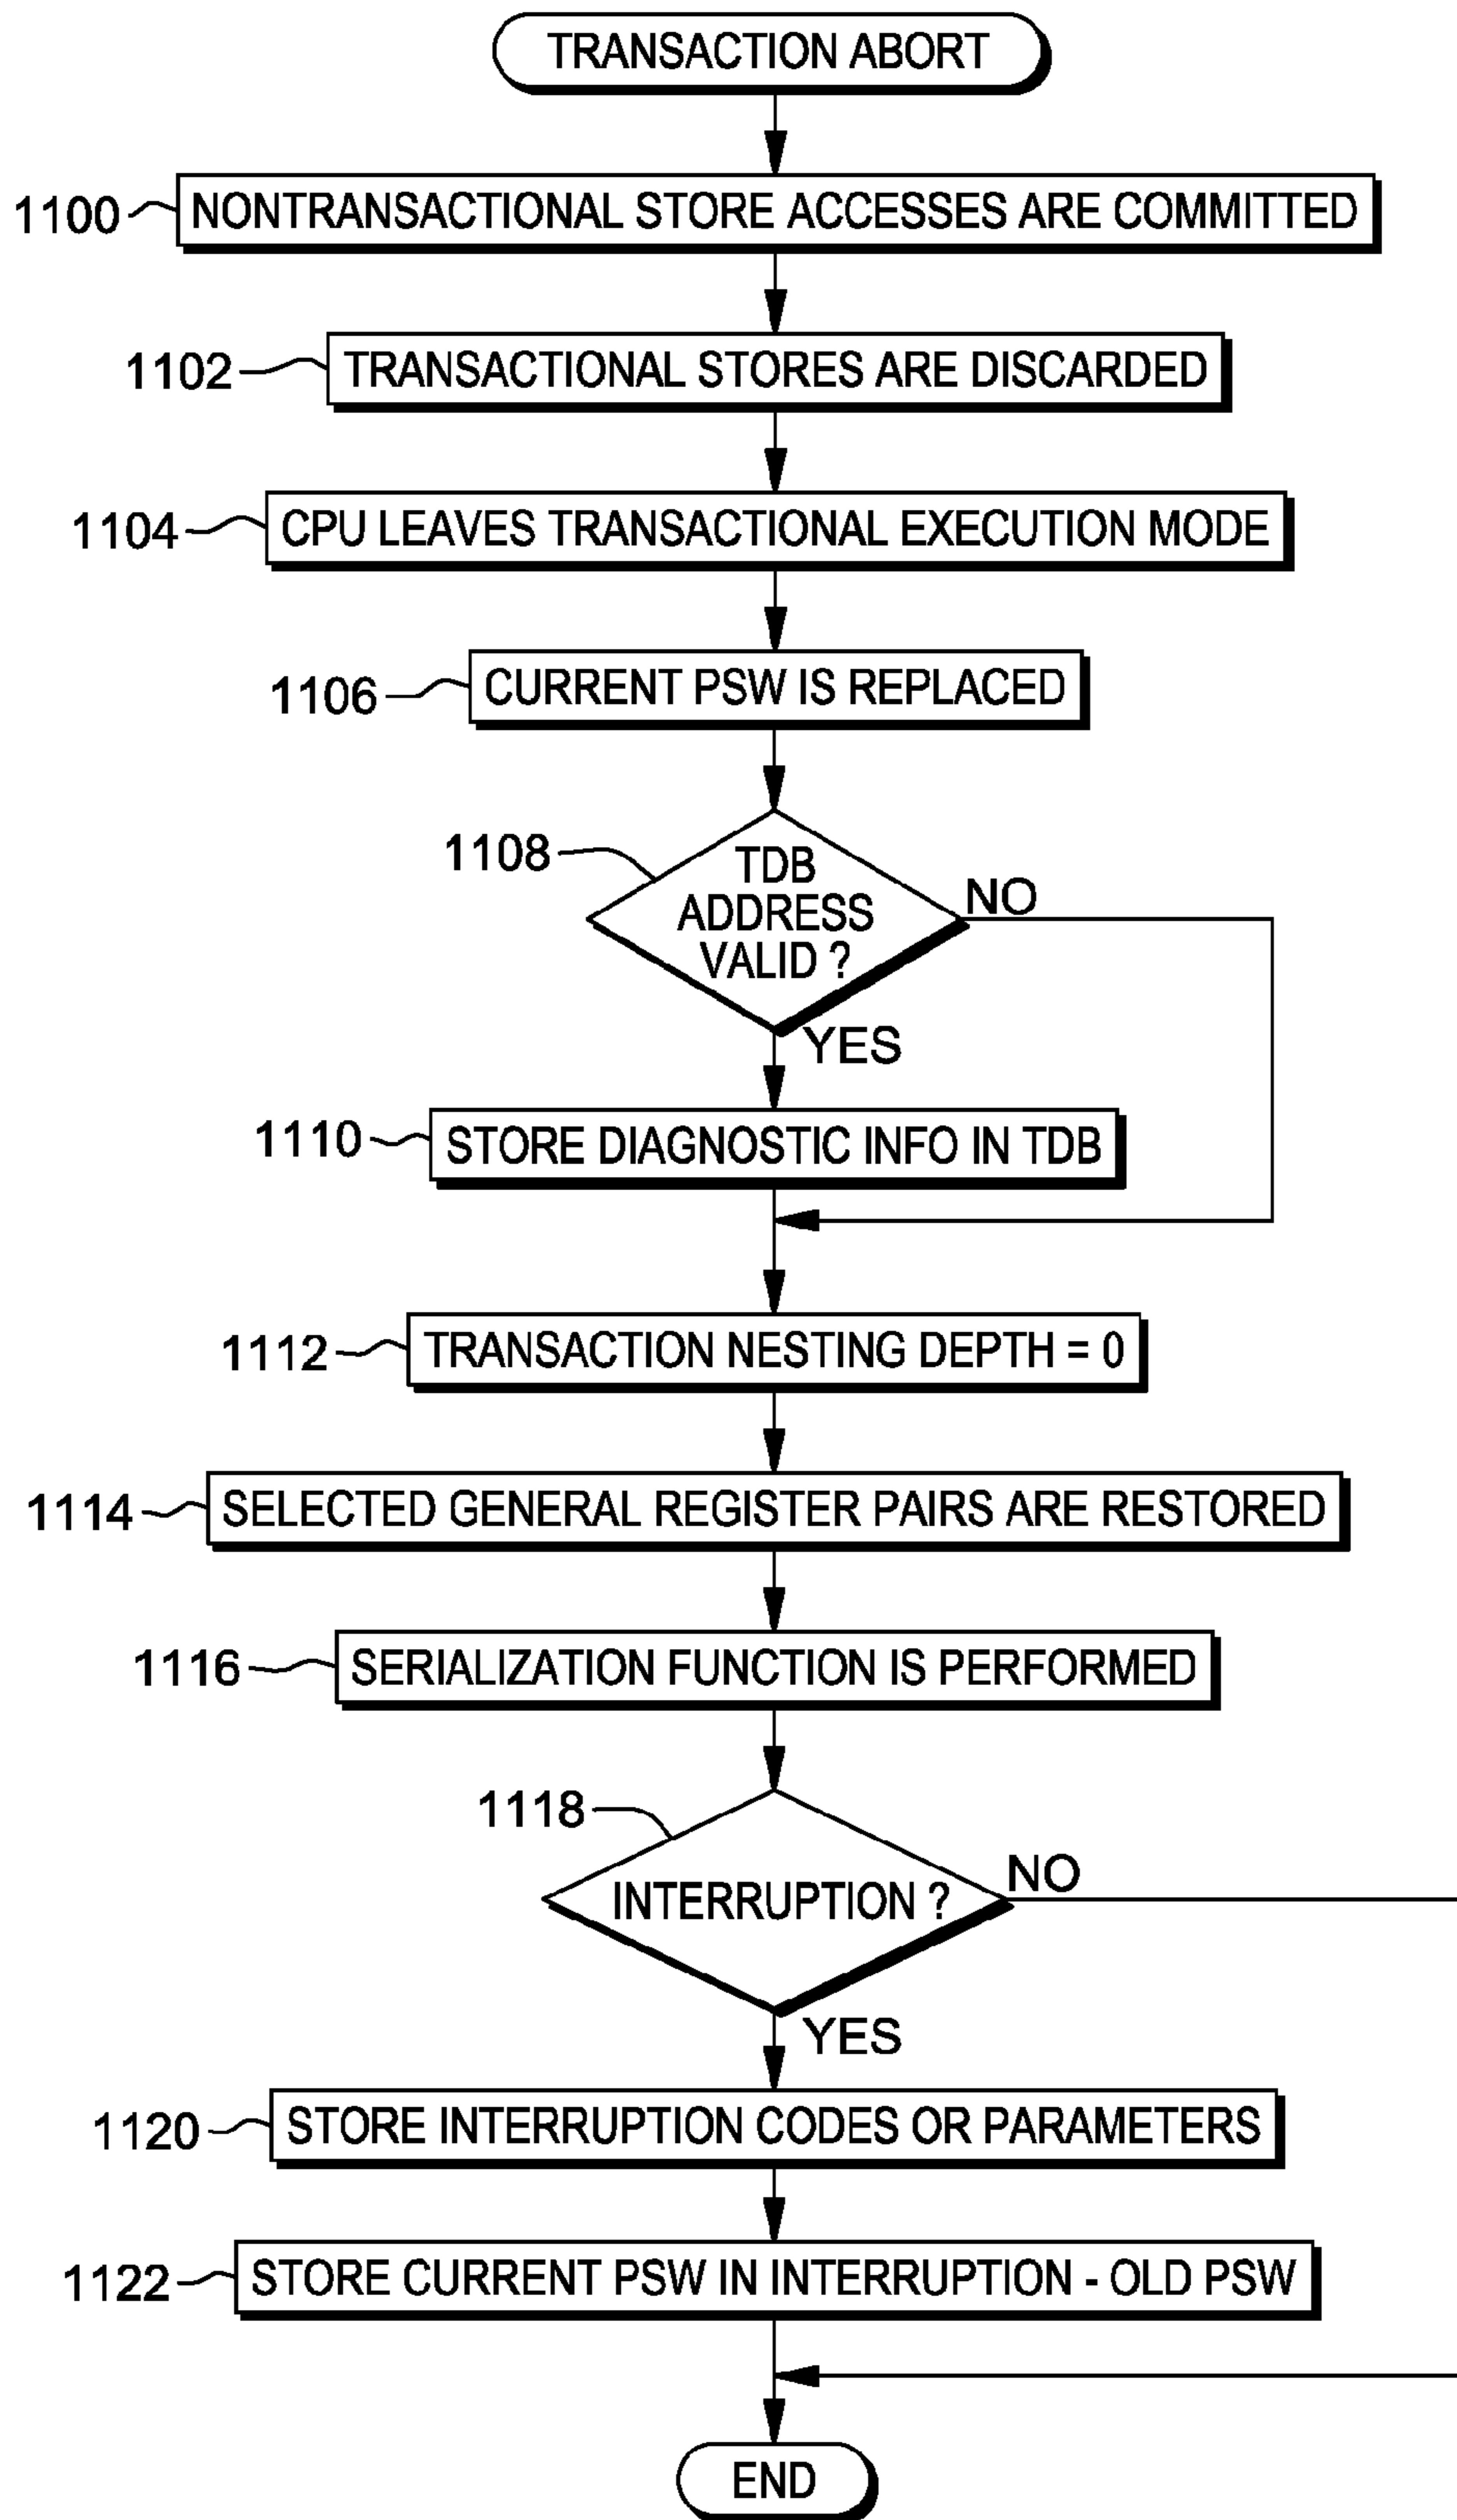 TRANSACTION ABORT
1100
NONTRANSACTIONAL STORE ACCESSES ARE COMMITTED
1102
TRANSACTIONAL STORES ARE DISCARDED
1104
CPU LEAVES TRANSACTIONAL EXECUTION MODE
1106
CURRENT PSW IS REPLACED
1108
TDB
ADDRESS
VALID ?
NO
YES
1110
STORE DIAGNOSTIC INFO IN TDB
1112
TRANSACTION NESTING DEPTH = 0
1114
SELECTED GENERAL REGISTER PAIRS ARE RESTORED
1116
SERIALIZATION FUNCTION IS PERFORMED
1118
INTERRUPTION ?
NO
YES
1120
STORE INTERRUPTION CODES OR PARAMETERS
1122
STORE CURRENT PSW IN INTERRUPTION - OLD PSW
END